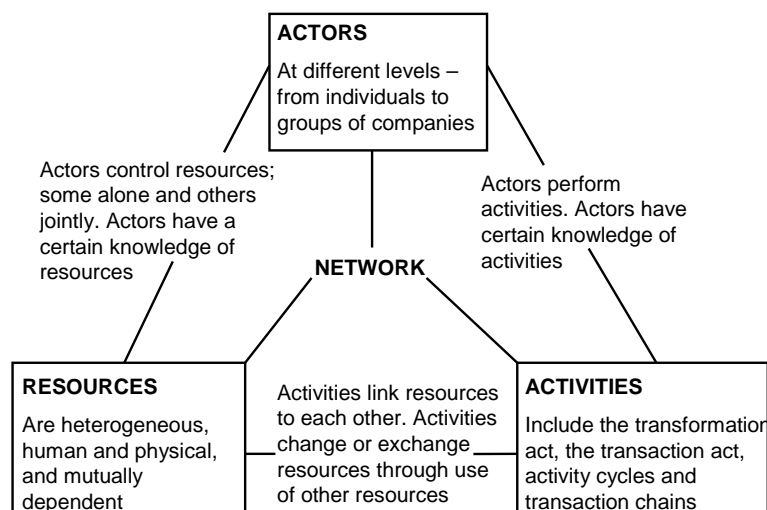 ACTORS
At different levels –
from individuals to
groups of companies
Actors control resources;
some alone and others
jointly. Actors have a
certain knowledge of
resources
Actors perform
activities. Actors have
certain knowledge of
activities
NETWORK
RESOURCES
Are heterogeneous,
human and physical,
and mutually
dependent
Activities link resources
to each other. Activities
change or exchange
resources through use
of other resources
ACTIVITIES
Include the transformation
act, the transaction act,
activity cycles and
transaction chains